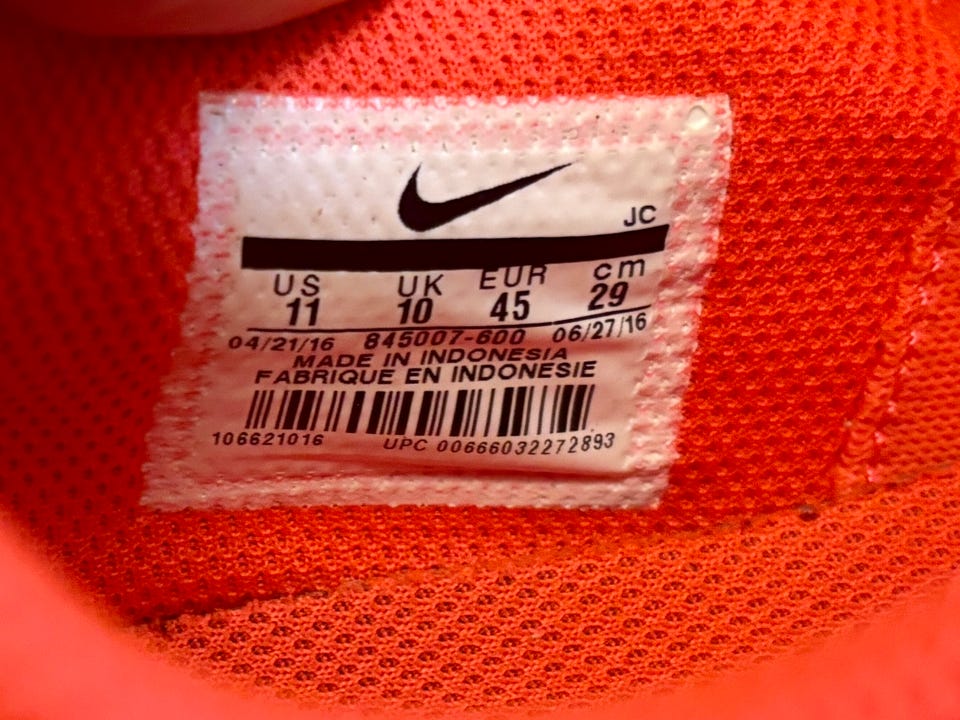 JC
US UK EUR cm
11 10 45 29
04/21/16 845007-600 06/27/16
MADE IN INDONESIA
FABRIQUE EN INDONESIE
106621016 UPC 00666032272893